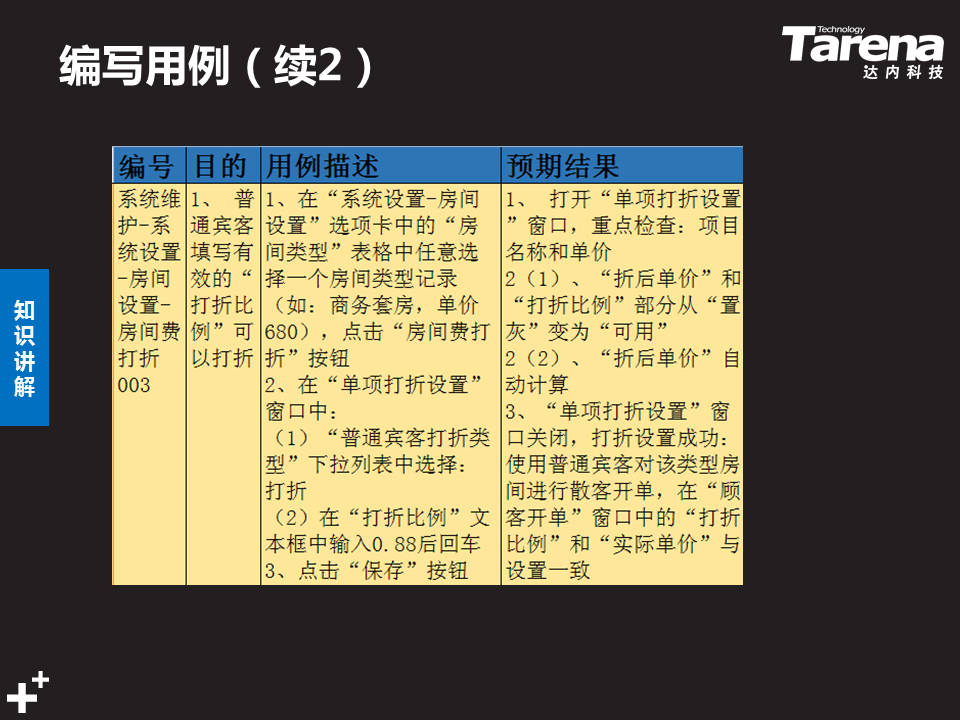 编写用例（续2）
Technology
Tarena
达内科技
知识讲解
编号 目的 用例描述 预期结果
系统维
护-系
统设置
-房间
设置-
房间费
打折
003
1、 普
通宾客
填写有
效的“
打折比
例”可
以打折
1、在“系统设置-房间
设置”选项卡中的“房
间类型”表格中任意选
择一个房间类型记录
（如：商务套房，单价
680），点击“房间费打
折”按钮
2、在“单项打折设置”
窗口中：
（1）“普通宾客打折类
型”下拉列表中选择：
打折
（2）在“打折比例”文
本框中输入0.88后回车
3、点击“保存”按钮
1、 打开“单项打折设置
”窗口，重点检查：项目
名称和单价
2（1）、“折后单价”和
“打折比例”部分从“置
灰”变为“可用”
2（2）、“折后单价”自
动计算
3、“单项打折设置”窗
口关闭，打折设置成功：
使用普通宾客对该类型房
间进行散客开单，在“顾
客开单”窗口中的“打折
比例”和“实际单价”与
设置一致